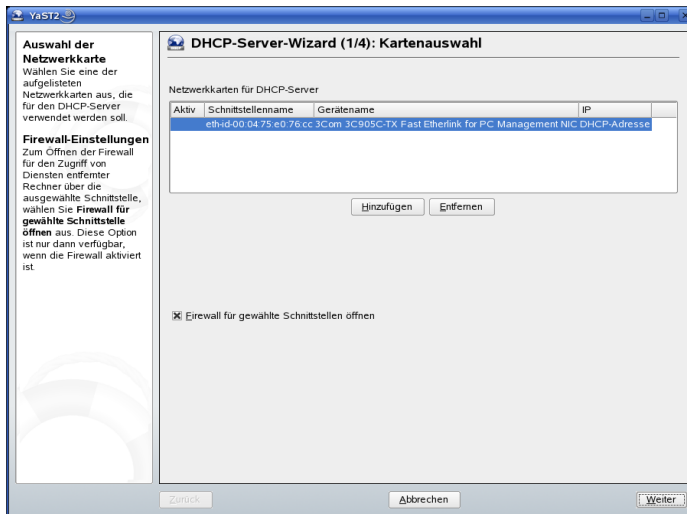 YaST2
Auswahl der
Netzwerkkarte
Wählen Sie eine der
aufgelisteten
Netzwerkkarten aus, die
für den DHCP-Server
verwendet werden soll.
Firewall-Einstellungen
Zum Öffnen der Firewall
für den Zugriff von
Diensten entfernter
Rechner über die
ausgewählte Schnittstelle,
wählen Sie Firewall für
gewählte Schnittstelle
öffnen aus. Diese Option
ist nur dann verfügbar,
wenn die Firewall aktiviert
ist.
DHCP-Server-Wizard (1/4): Kartenauswahl
Netzwerkkarten für DHCP-Server
Aktiv Schnittstellenname Gerätename IP
eth-id-00:04:75:e0:76:cc 3Com 3C905C-TX Fast Etherlink for PC Management NIC DHCP-Adresse
Hinzufügen Entfernen
Firewall für gewählte Schnittstellen öffnen
Zurück Abbrechen Weiter